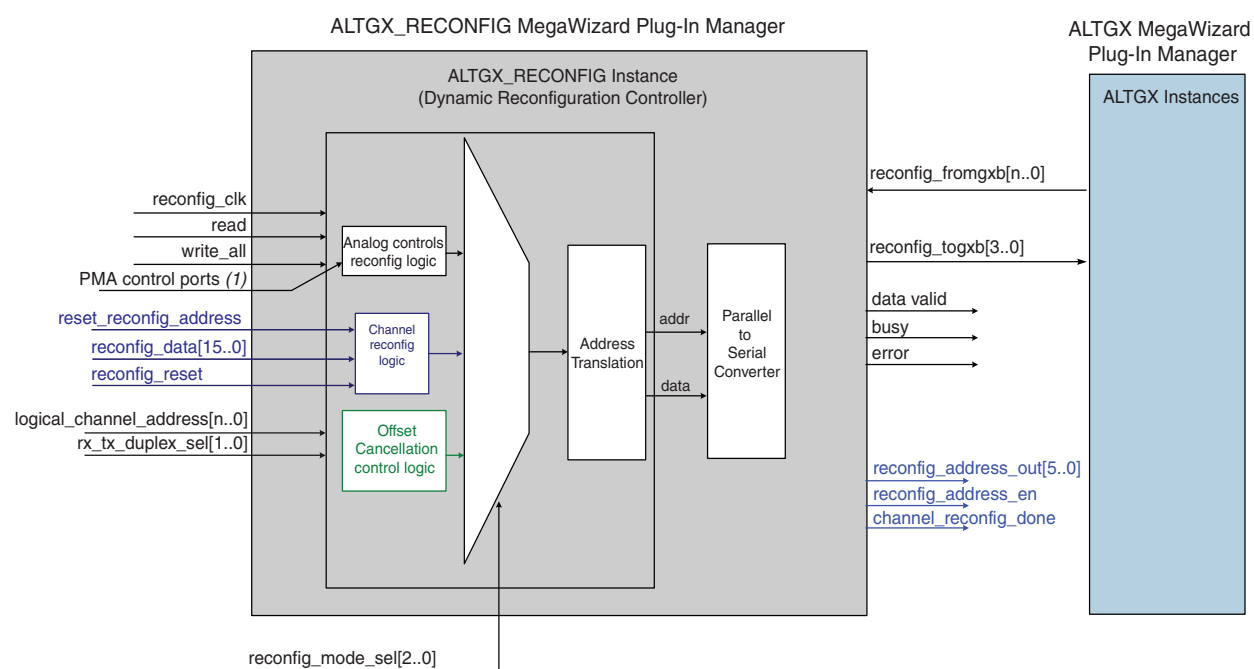 ALTGX_RECONFIG MegaWizard Plug-In Manager
ALTGX MegaWizard
Plug-In Manager
ALTGX_RECONFIG Instance
(Dynamic Reconfiguration Controller)
ALTGX Instances
reconfig_clk
read
write_all
PMA control ports (1)
reset_reconfig_address
reconfig_data[15..0]
reconfig_reset
logical_channel_address[n..0]
rx_tx_duplex_sel[1..0]
Analog controls
reconfig logic
Channel
reconfig
logic
Offset
Cancellation
control logic
Address
Translation
addr
data
Parallel
to
Serial
Converter
reconfig_fromgxb[n..0]
reconfig_togxb[3..0]
data valid
busy
error
reconfig_address_out[5..0]
reconfig_address_en
channel_reconfig_done
reconfig_mode_sel[2..0]